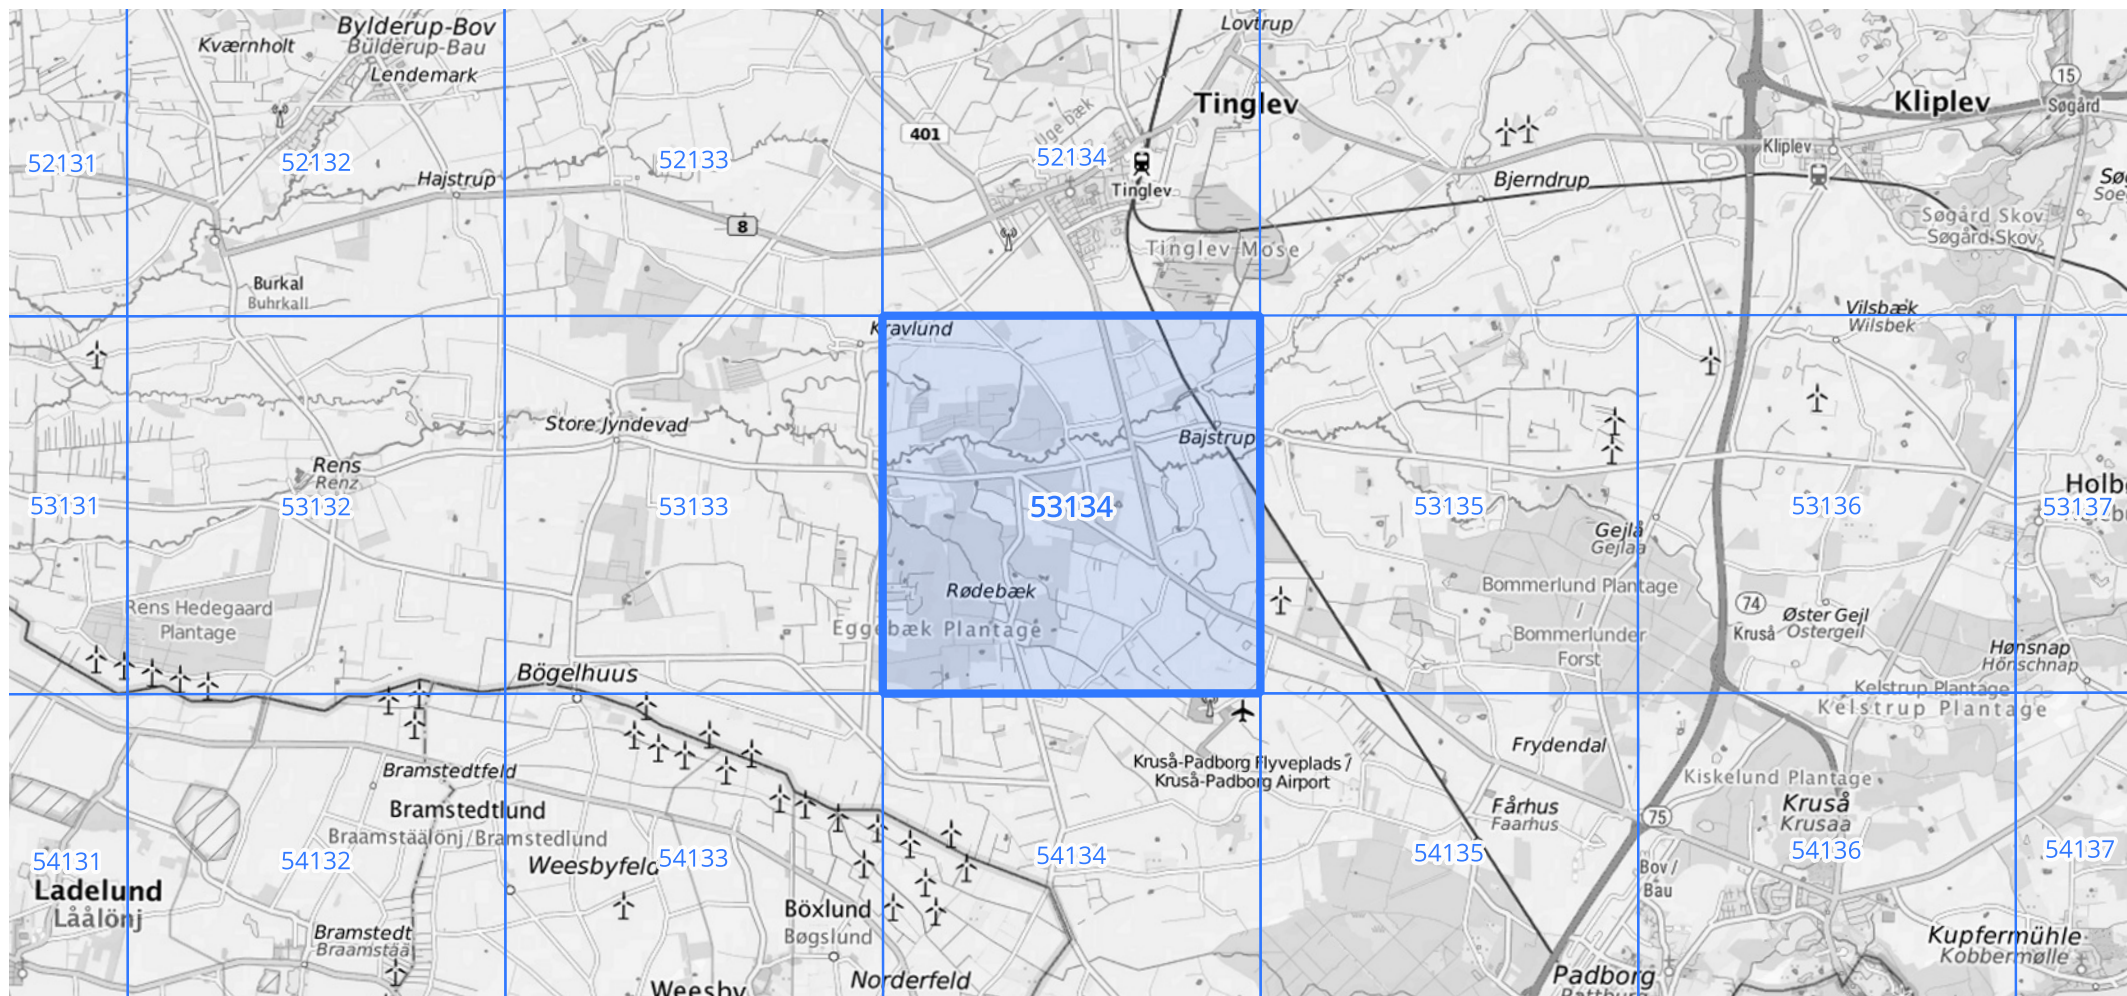 Bylderup-Bov
Bülderup-Bau
Kværnholt
Lendemark
Lovtrup
Tinglev
Kliplev
15
Søgård
401
Uge bæk
Kliplev
52131
52132
52133
52134
Hajstrup
Tinglev
Bjerndrup
Søgård Skov
Søgård Skov
8
Tinglev Mose
Burkal
Buhrkall
Vilsbæk
Wilsbek
Kravlund
Store Jyndevad
Bajstrup
Rens
Renz
Holb
53131
53132
53133
53134
53135
53136
53137
Gejlå
Gejlaa
Rødebæk
Bommerlund Plantage
/
Bommerlunder
Forst
74
Kruså
Øster Gejl
Ostergeil
Rens Hedegaard
Plantage
Eggebæk Plantage
Hønsnap
Hönschnap
Bögelhuus
Kelstrup Plantage
Kelstrup Plantage
Frydendal
Kruså-Padborg Flyveplads /
Kruså-Padborg Airport
Bramstedtfeld
Kiskelund Plantage
Bramstedtlund
Braamstäälönj/Bramstedlund
Fårhus
Faarhus
75
Kruså
Krusaa
Weesbyfeld
54131
54132
54133
54134
54135
54136
54137
Bov /
Bau
Ladelund
Låålönj
Böxlund
Bøgslund
Bramstedt
Braamstää
Kupfermühle
Kobbermølle
Weesby
Norderfeld
Padborg
Pattburg